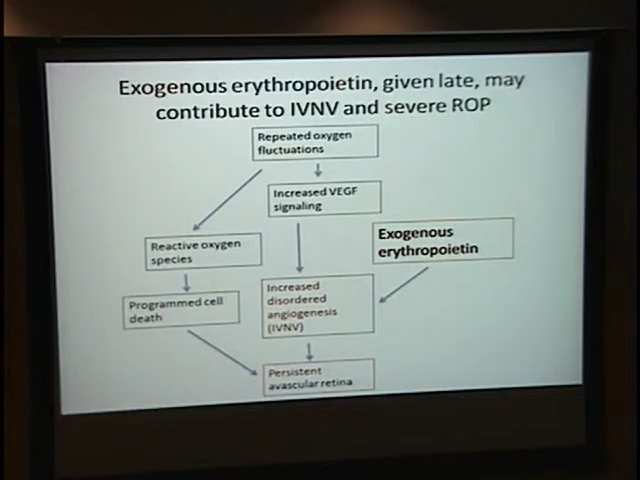 Exogenous erythropoietin, given late, may
contribute to IVNV and severe ROP
Repeated oxygen
fluctuations
Increased VEGF
signaling
Exogenous
erythropoietin
Reactive oxygen
species
Increased
disordered
angiogenesis
(IVNV)
Programmed cell
death
Persistent
avascular retina